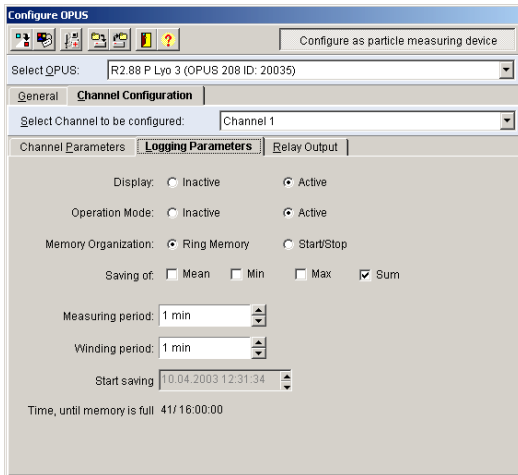 Configure OPUS
Configure as particle measuring device
Select OPUS: R2.88 P Lyo 3 (OPUS 208 ID: 20035)
General Channel Configuration
Select Channel to be configured: Channel 1
Channel Parameters Logging Parameters Relay Output
Display: Inactive Active
Operation Mode: Inactive Active
Memory Organization: Ring Memory Start/Stop
Saving of: Mean Min Max Sum
Measuring period: 1 min
Winding period: 1 min
Start saving 10.04.2003 12:31:34
Time, until memory is full 41/ 16:00:00